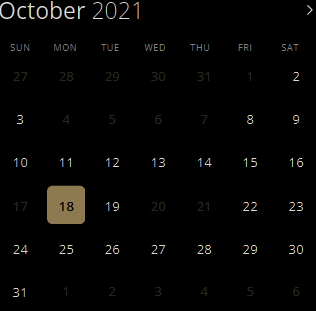 October 2021
SUN MON TUE WED THU FRI SAT
27 28 29 30 31 1 2
3 4 5 6 7 8 9
10 11 12 13 14 15 16
17 18 19 20 21 22 23
24 25 26 27 28 29 30
31 1 2 3 4 5 6